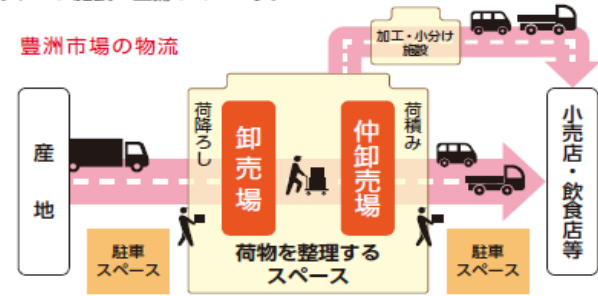 豊洲市場の物流
加工・小分け
施設
産地
荷降ろし
卸売場
仲卸売場
荷積み
小売店・飲食店等
荷物を整理する
スペース
駐車
スペース
駐車
スペース